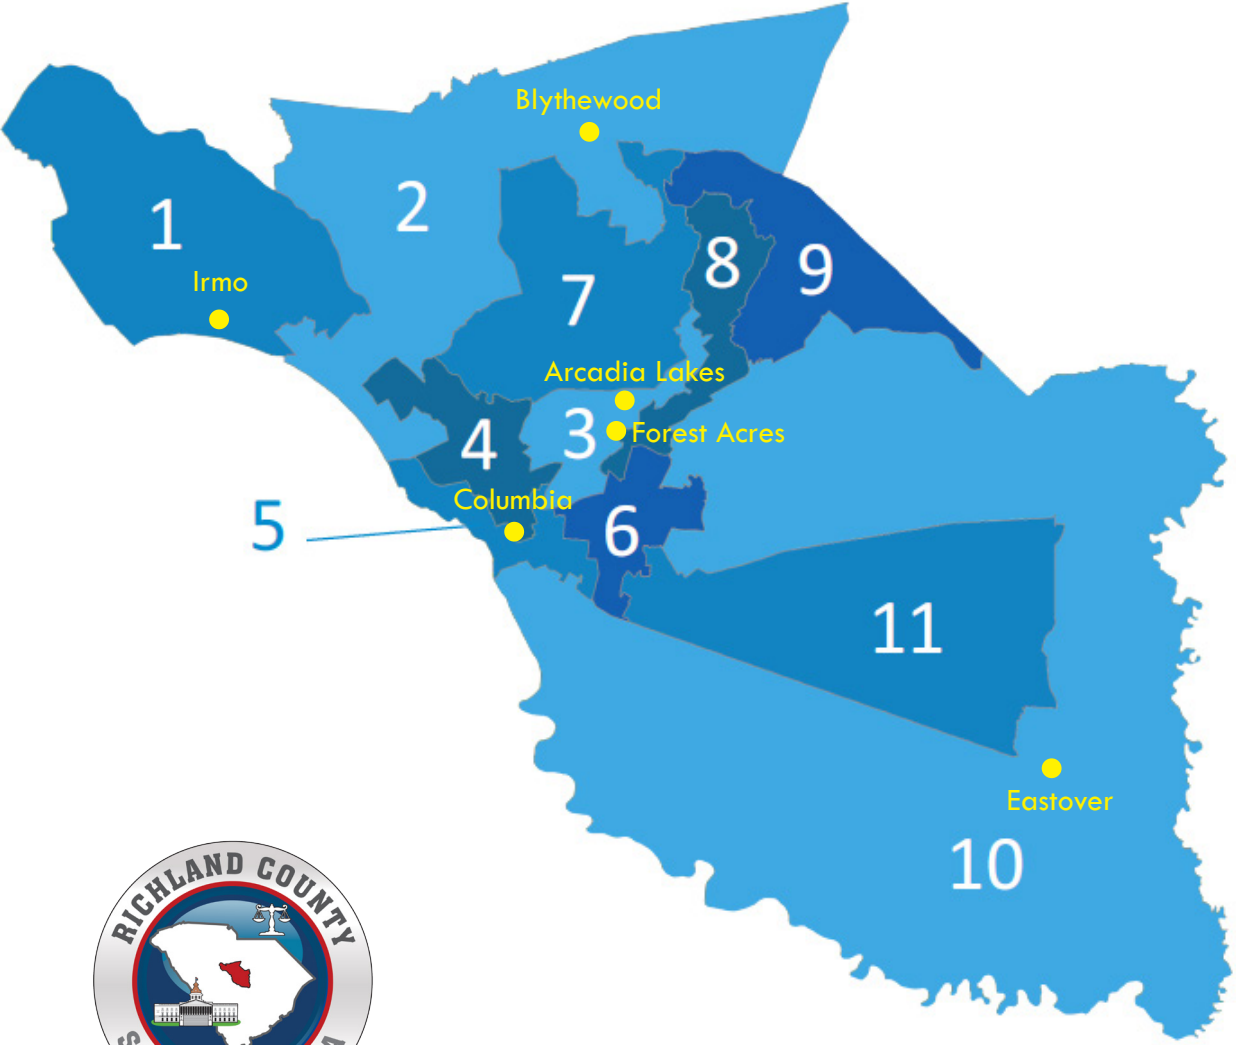 Blythewood
1
2
Irmo
7
8
9
Arcadia Lakes
4
3
Forest Acres
Columbia
5
6
11
Eastover
10
RICHLAND COUNTY